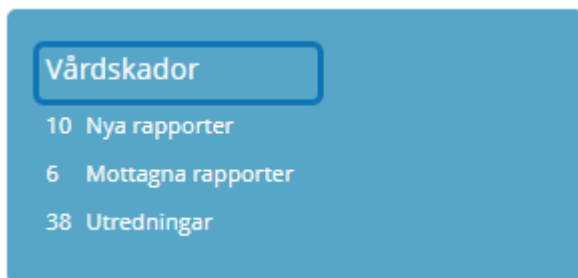 Vårdskador
10 Nya rapporter
6 Mottagna rapporter
38 Utredningar